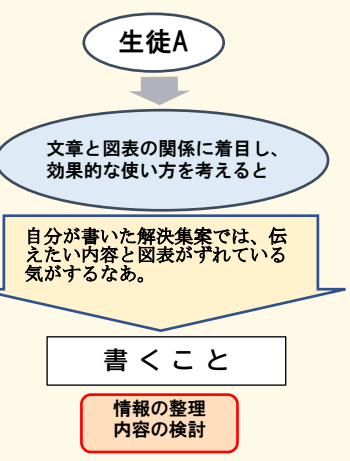 生徒A
文章と図表の関係に着目し、
効果的な使い方を考えると
自分が書いた解決集案では、伝
えたい内容と図表がずれている
気がするなあ。
書くこと
情報の整理
内容の検討